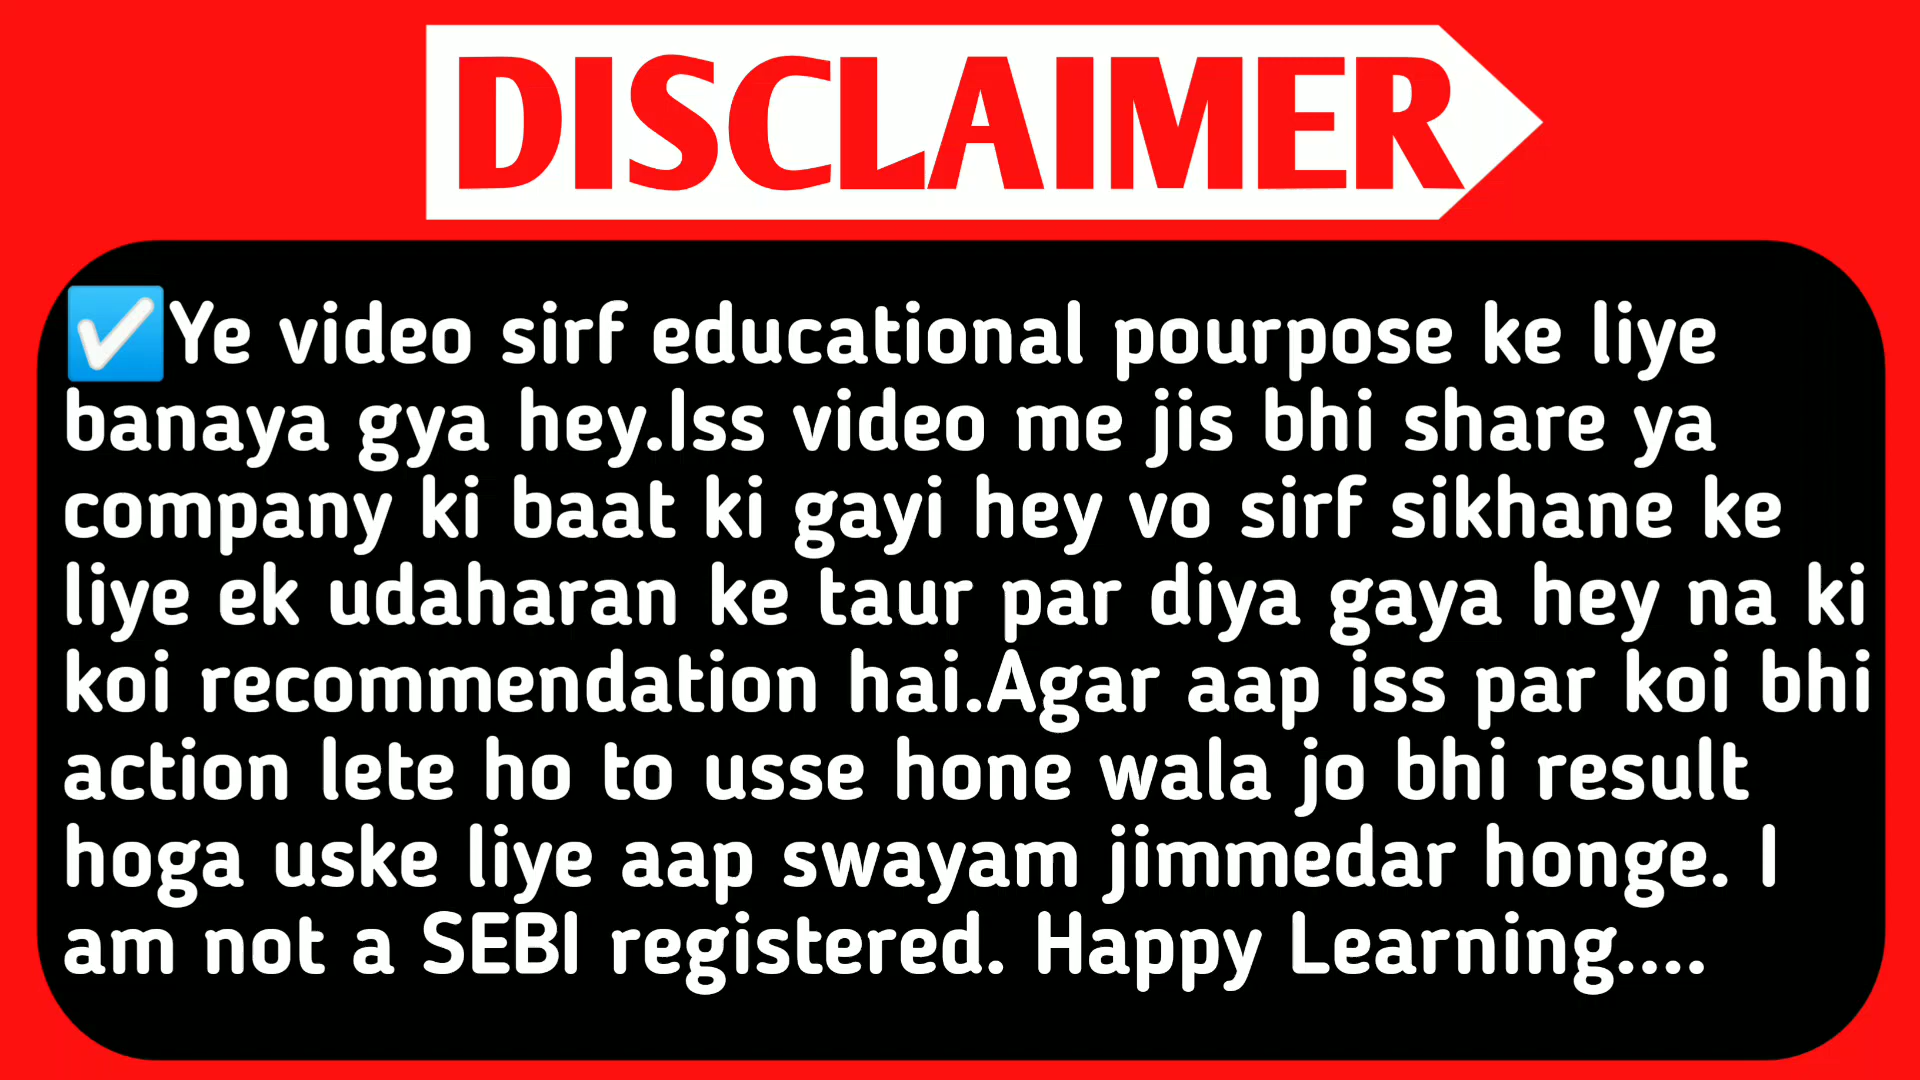 DISCLAIMER
☑Ye video sirf educational pourpose ke liye
banaya gya hey.Iss video me jis bhi share ya
company ki baat ki gayi hey vo sirf sikhane ke
liye ek udaharan ke taur par diya gaya hey na ki
koi recommendation hai.Agar aap iss par koi bhi
action lete ho to usse hone wala jo bhi result
hoga uske liye aap swayam jimmedar honge. I
am not a SEBI registered. Happy Learning....